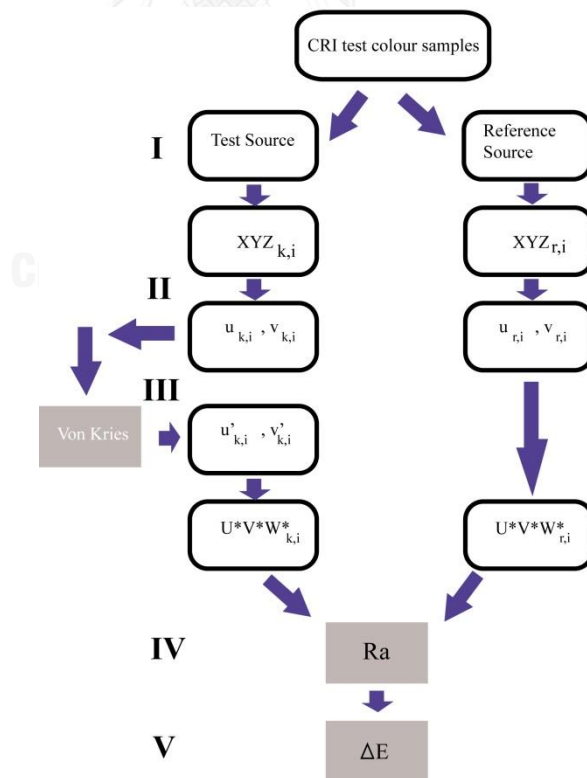 CRI test colour samples
I
Test Source
Reference
Source
XYZ k,i
XYZ r,i
II
u k,i , v k,i
u r,i , v r,i
III
Von Kries
u' k,i , v' k,i
U*V*W* k,i
U*V*W* r,i
IV
Ra
V
ΔE